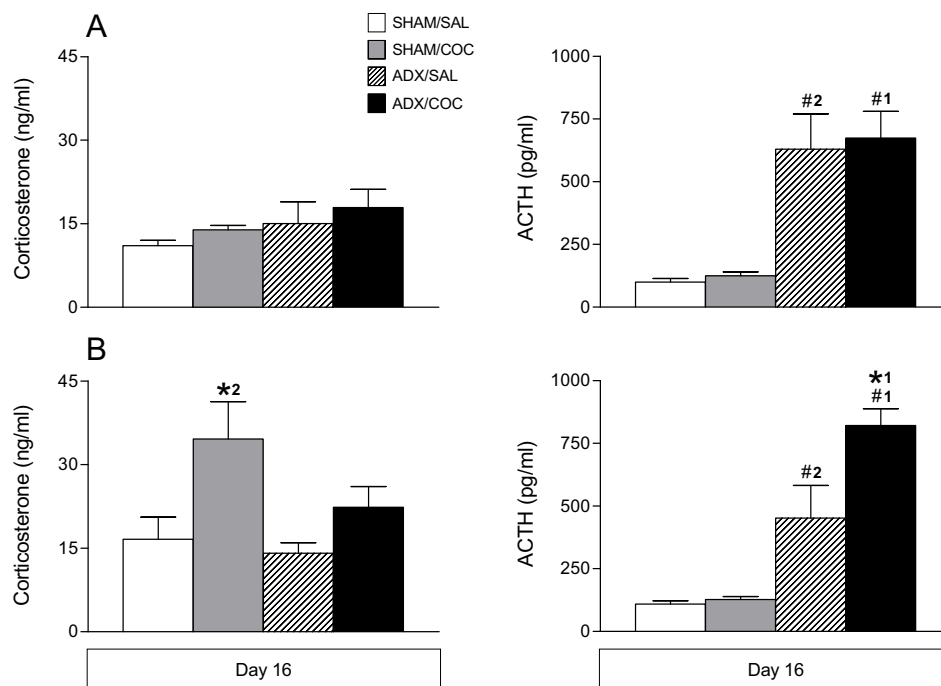 A
SHAM/SAL
SHAM/COC
ADX/SAL
ADX/COC
Corticosterone (ng/ml)
45
30
15
0
ACTH (pg/ml)
1000
750
500
250
0
#2
#1
B
Corticosterone (ng/ml)
45
30
15
0
*2
Day 16
ACTH (pg/ml)
1000
750
500
250
0
#2
*1
#1
Day 16